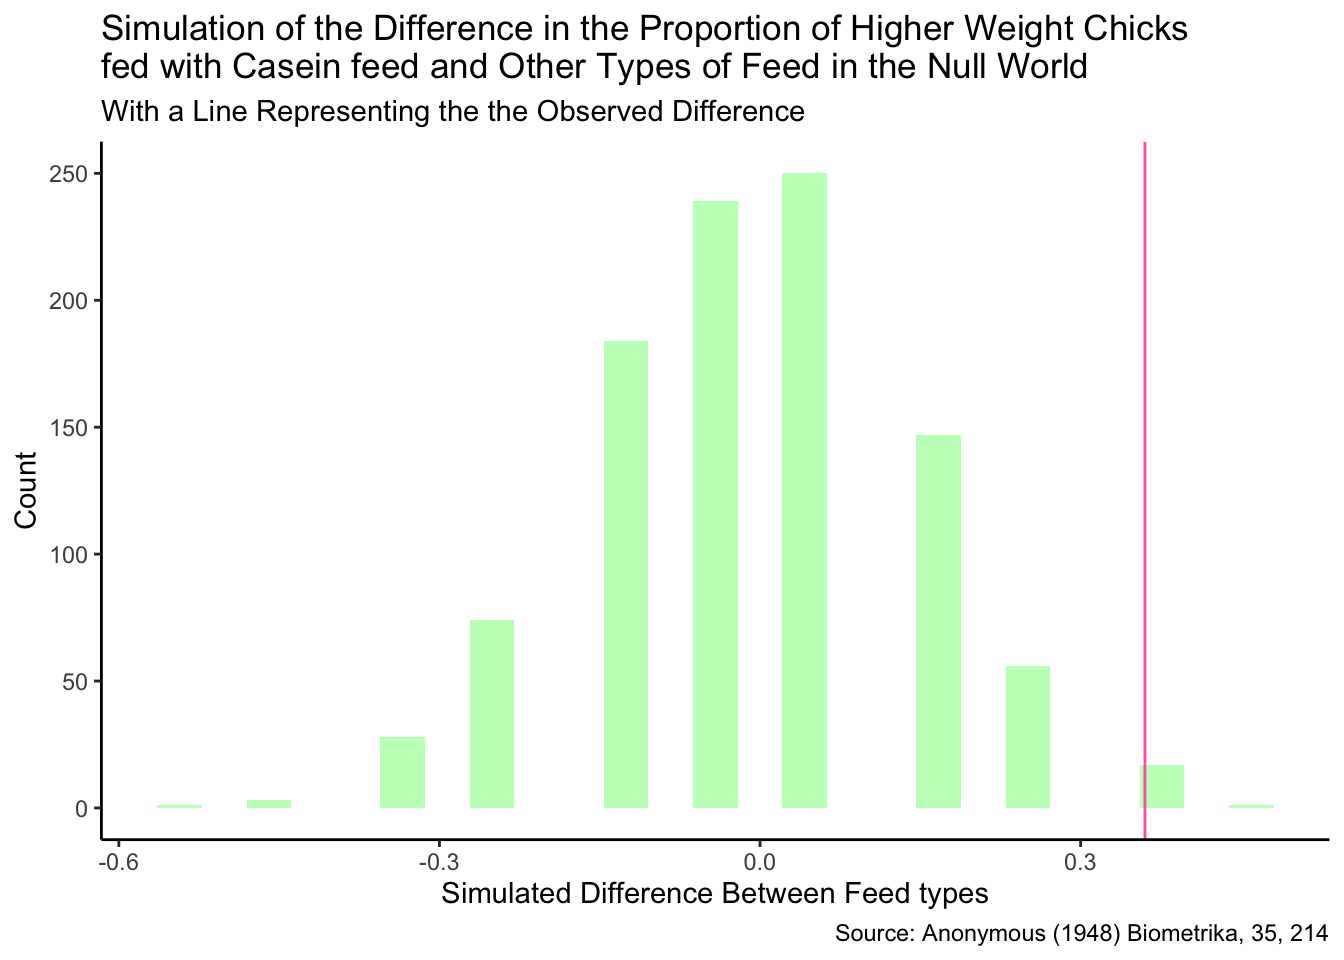 Simulation of the Difference in the Proportion of Higher Weight Chicks
fed with Casein feed and Other Types of Feed in the Null World
With a Line Representing the the Observed Difference
250
200
150
100
50
0
Count
-0.6
-0.3
0.0
0.3
Simulated Difference Between Feed types
Source: Anonymous (1948) Biometrika, 35, 214